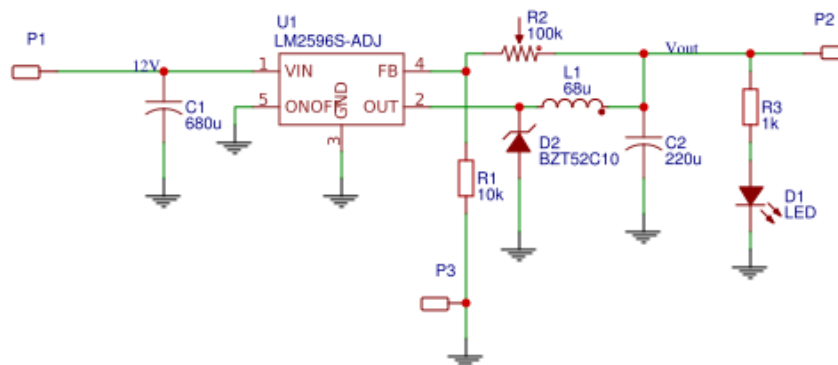 P1
12V
C1
680u
U1
LM2596S-ADJ
1
VIN
FB
4
5
ONOFF
GND
OUT
2
3
R2
100k
L1
68u
Vout
P2
D2
BZT52C10
C2
220u
R3
1k
D1
LED
R1
10k
P3